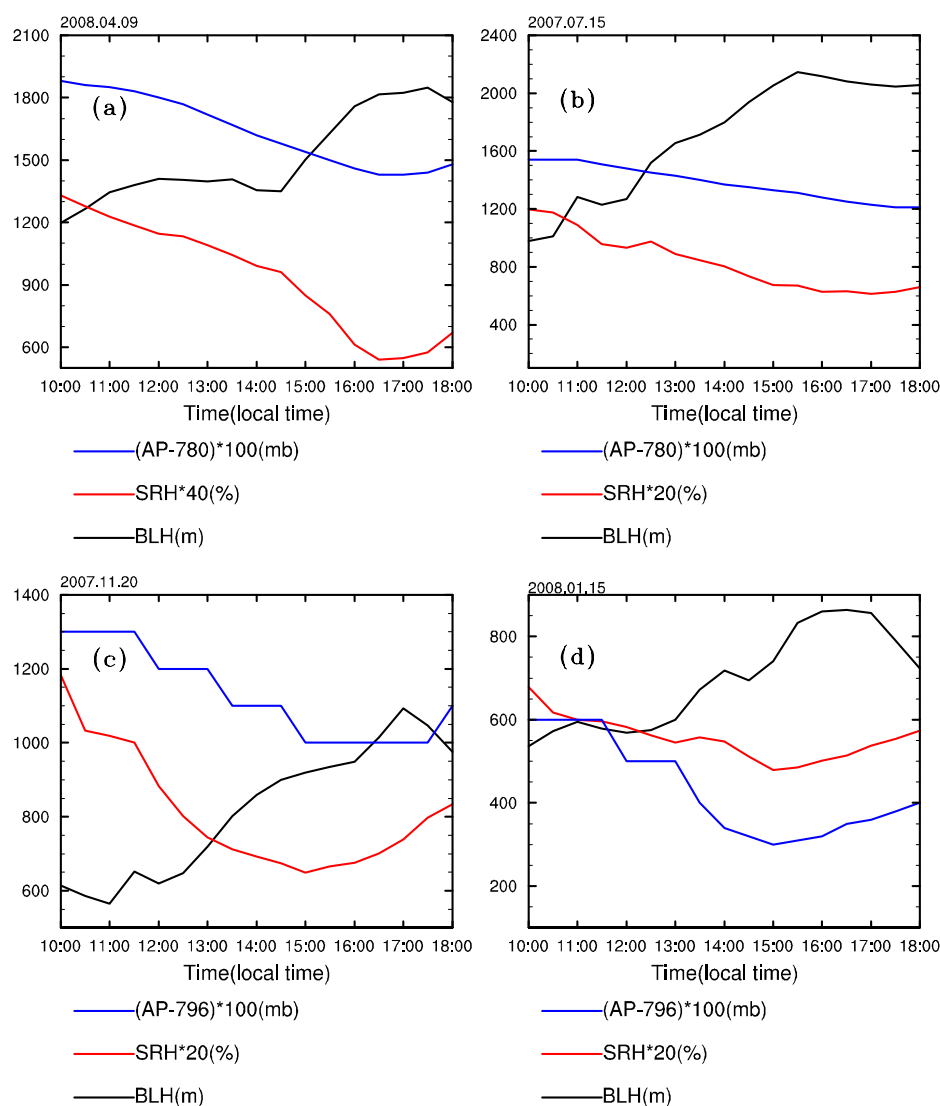 2008.04.09
2100
1800
1500
1200
900
600
(a)
10:00 11:00 12:00 13:00 14:00 15:00 16:00 17:00 18:00
Time(local time)
(AP-780)*100(mb)
SRH*40(%)
BLH(m)
2007.07.15
2400
2000
1600
1200
800
400
(b)
10:00 11:00 12:00 13:00 14:00 15:00 16:00 17:00 18:00
Time(local time)
(AP-780)*100(mb)
SRH*20(%)
BLH(m)
2007.11.20
1400
1200
1000
800
600
(c)
10:00 11:00 12:00 13:00 14:00 15:00 16:00 17:00 18:00
Time(local time)
(AP-796)*100(mb)
SRH*20(%)
BLH(m)
2008.01.15
800
600
400
200
(d)
10:00 11:00 12:00 13:00 14:00 15:00 16:00 17:00 18:00
Time(local time)
(AP-796)*100(mb)
SRH*20(%)
BLH(m)